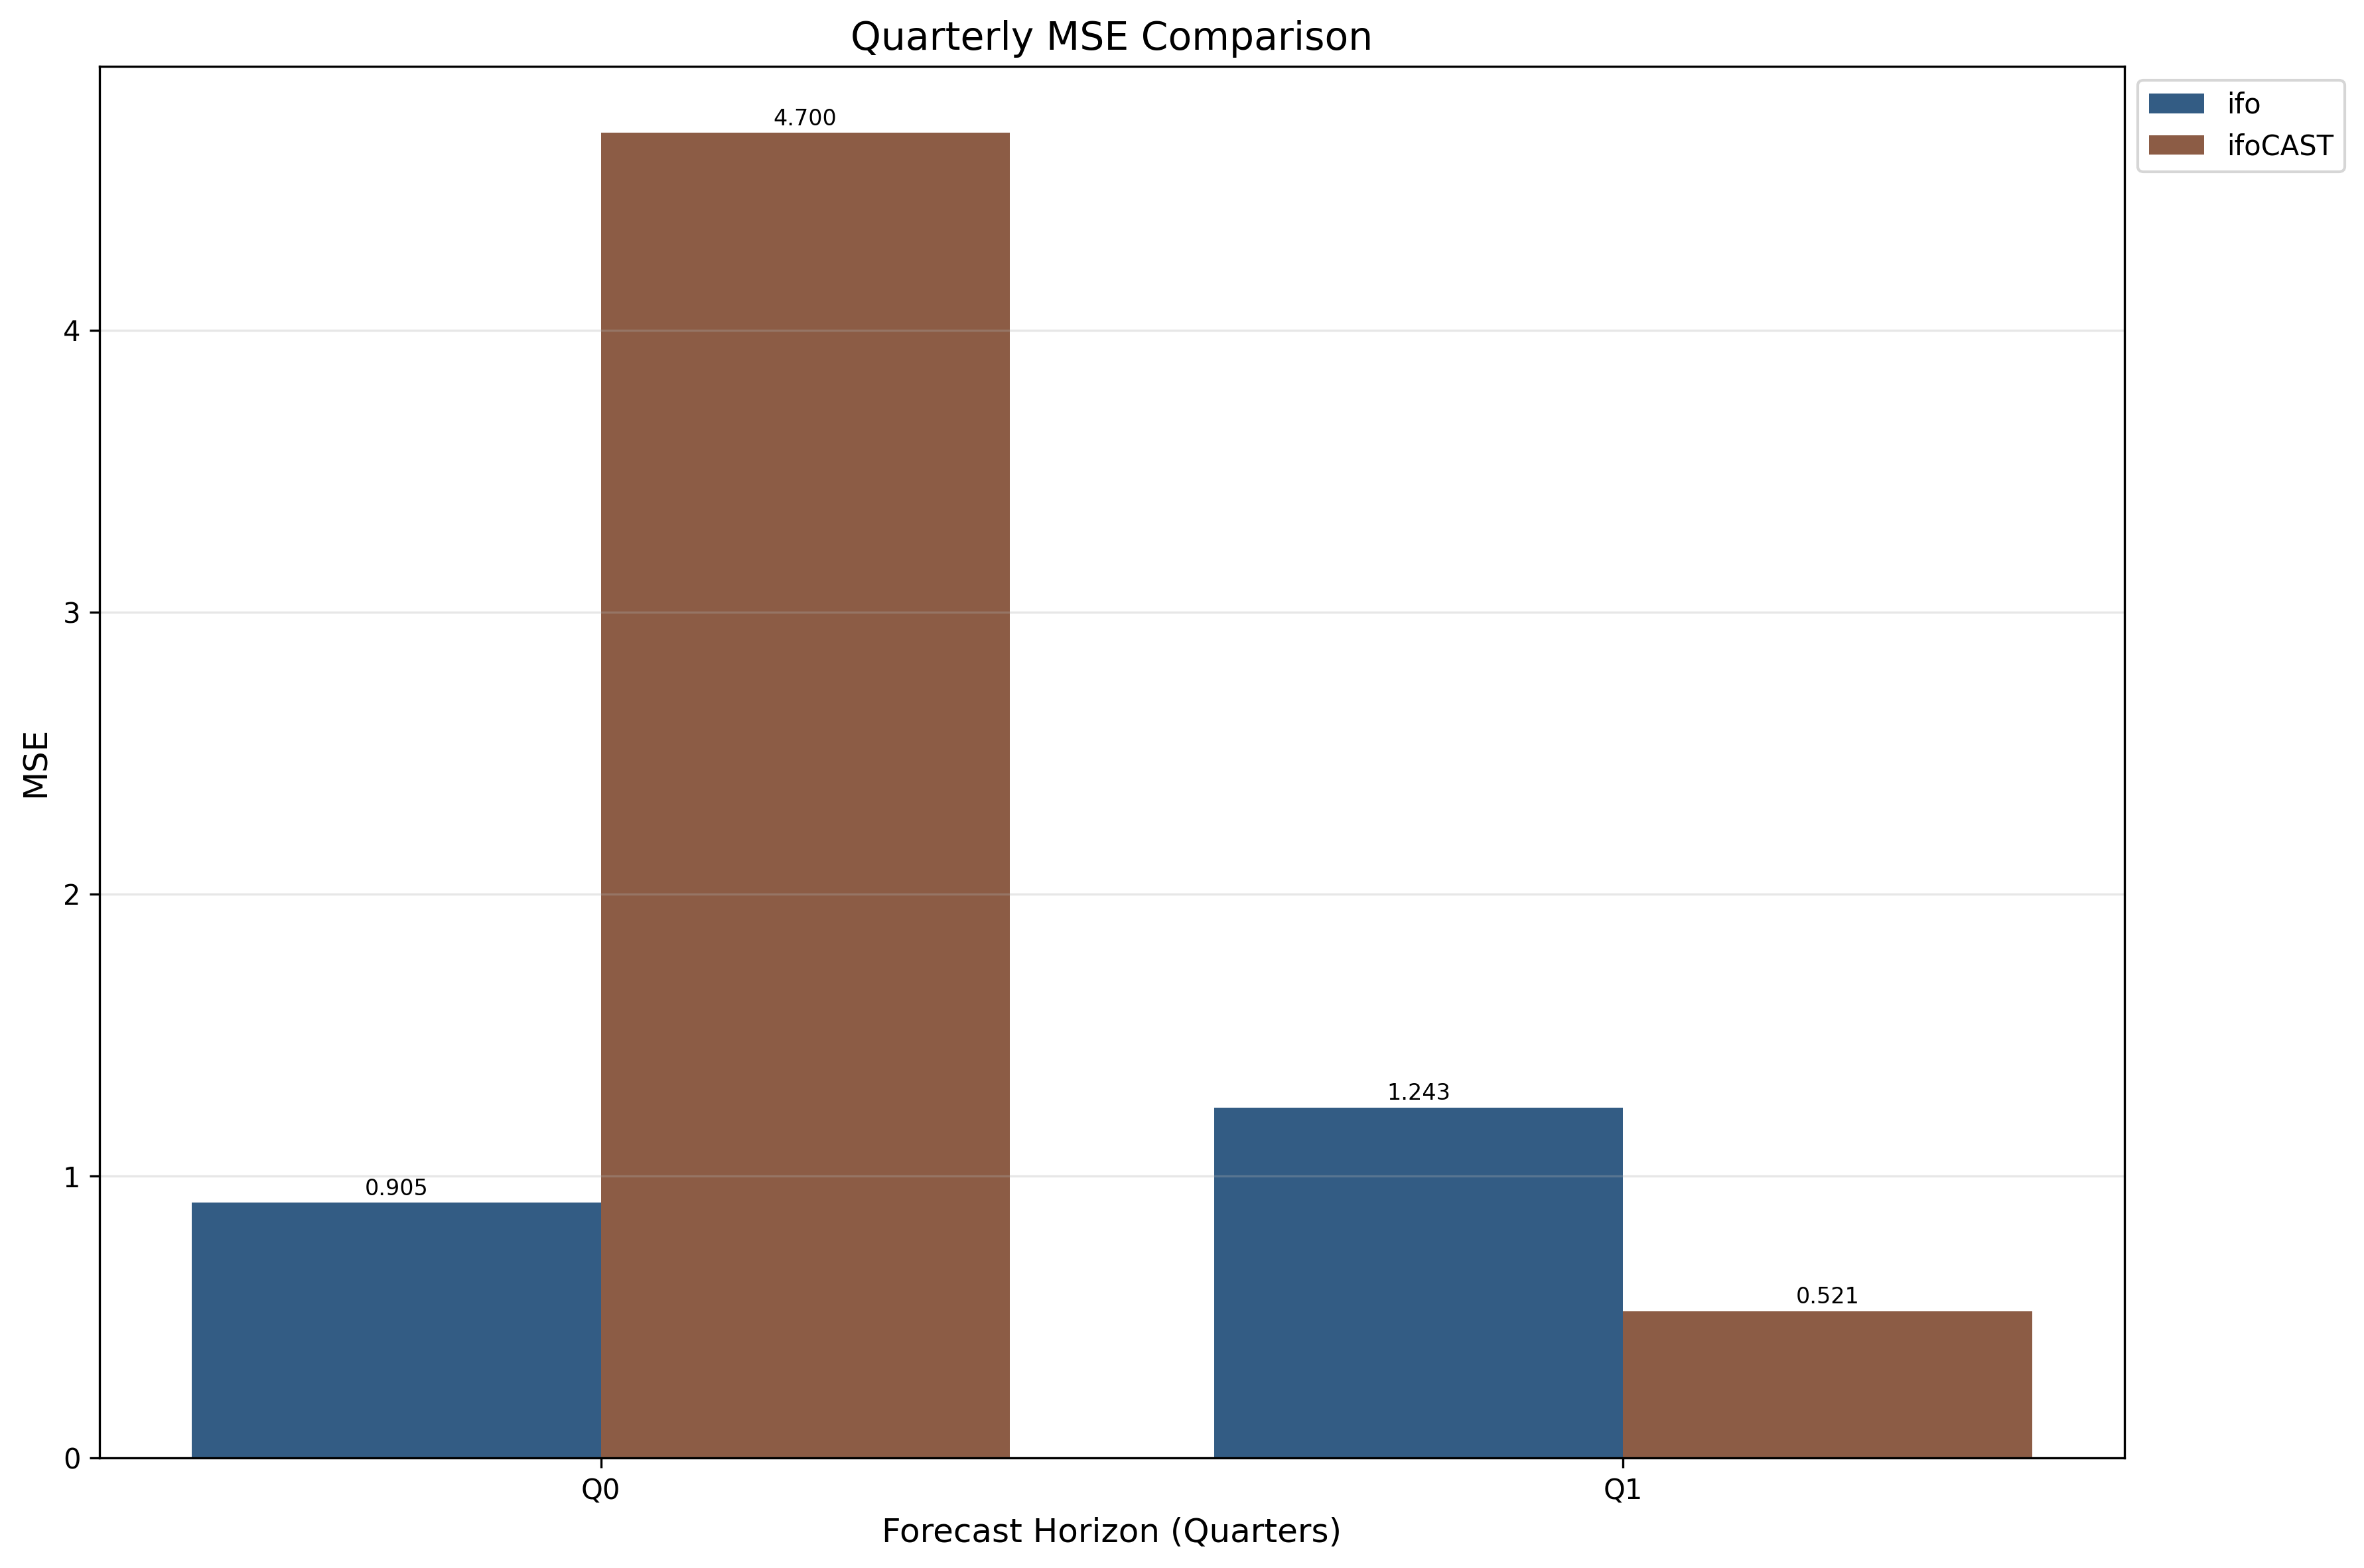 Quarterly MSE Comparison
ifo
ifoCAST
4.700
4
3
MSE
2
1.243
1
0.905
0.521
0
Q0
Q1
Forecast Horizon (Quarters)